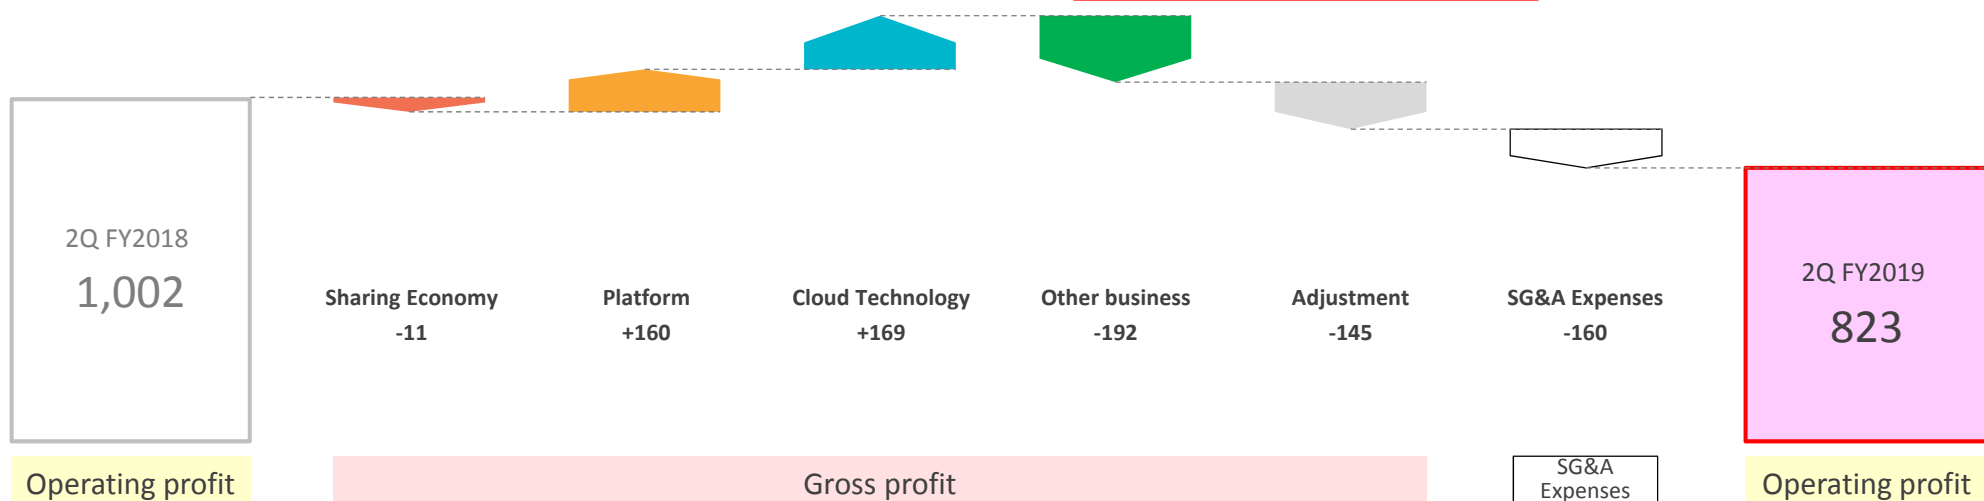 2Q FY2018
1,002
Sharing Economy
-11
Platform
+160
Cloud Technology
+169
Other business
-192
Adjustment
-145
SG&A Expenses
-160
2Q FY2019
823
Operating profit
Gross profit
SG&A
Expenses
Operating profit